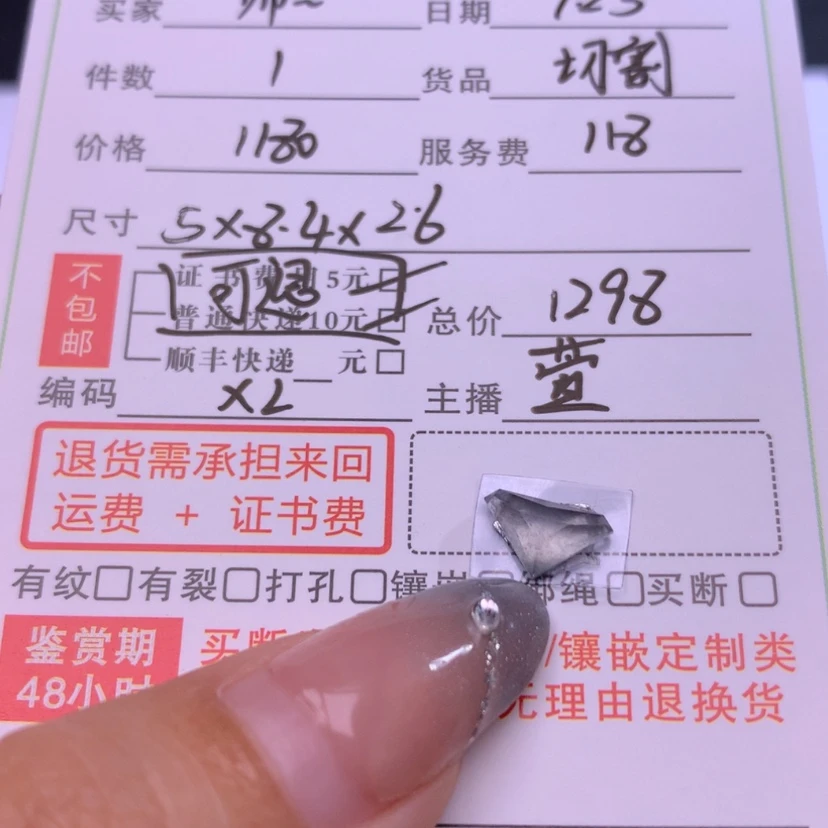 买家 日期
件数 1 货品 切割
价格 1180 服务费 118
尺寸 5×8.4×2.6
不包邮
证书费用5元
普通快递10元 总价 1298
顺丰快递 元
编码 XL 主播 萱
退货需承担来回
运费 + 证书费
有纹 有裂 打孔 镶嵌 绑绳 买断
鉴赏期 买断 /镶嵌定制类
48小时 无理由退换货